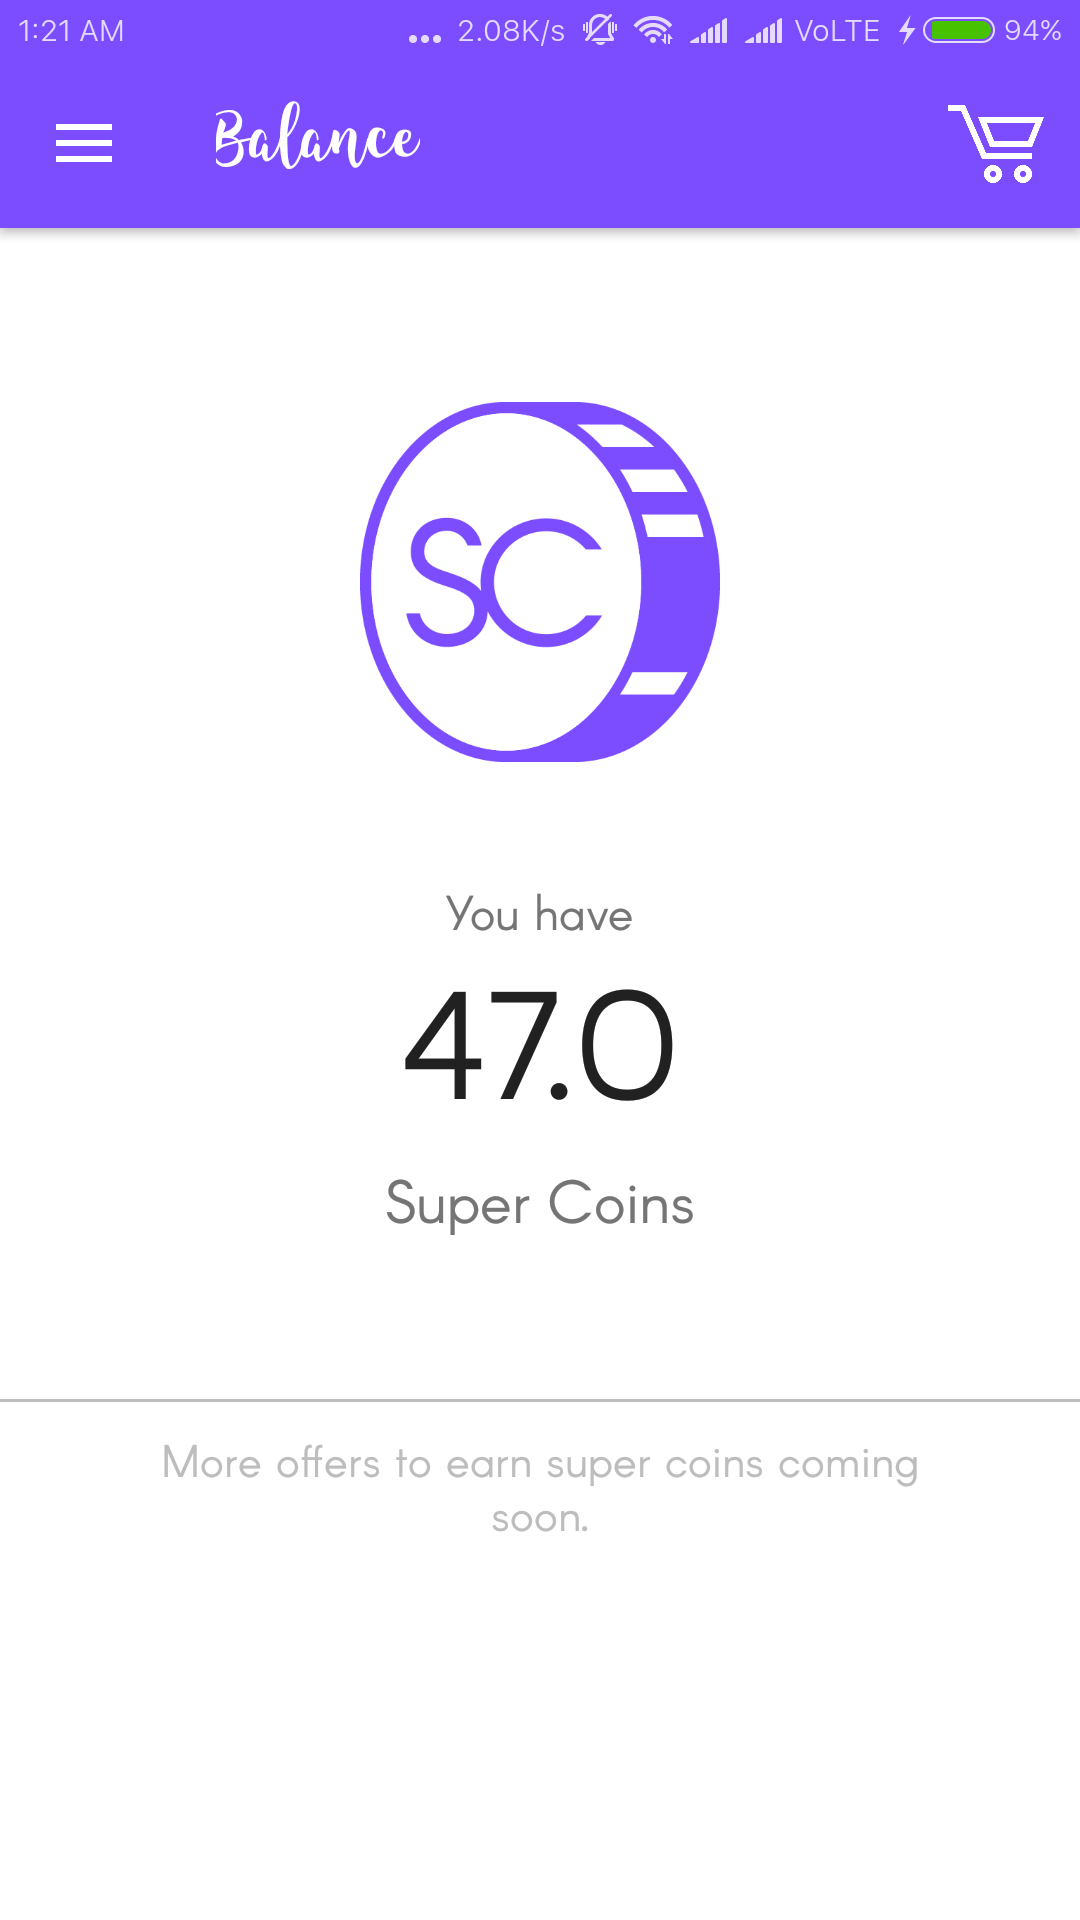 1:21 AM ... 2.08K/s VoLTE 94%
Balance
SC
You have
47.0
Super Coins
More offers to earn super coins coming
soon.